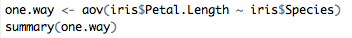 one.way <- aov(iris$Petal.Length ~ iris$Species)
summary(one.way)